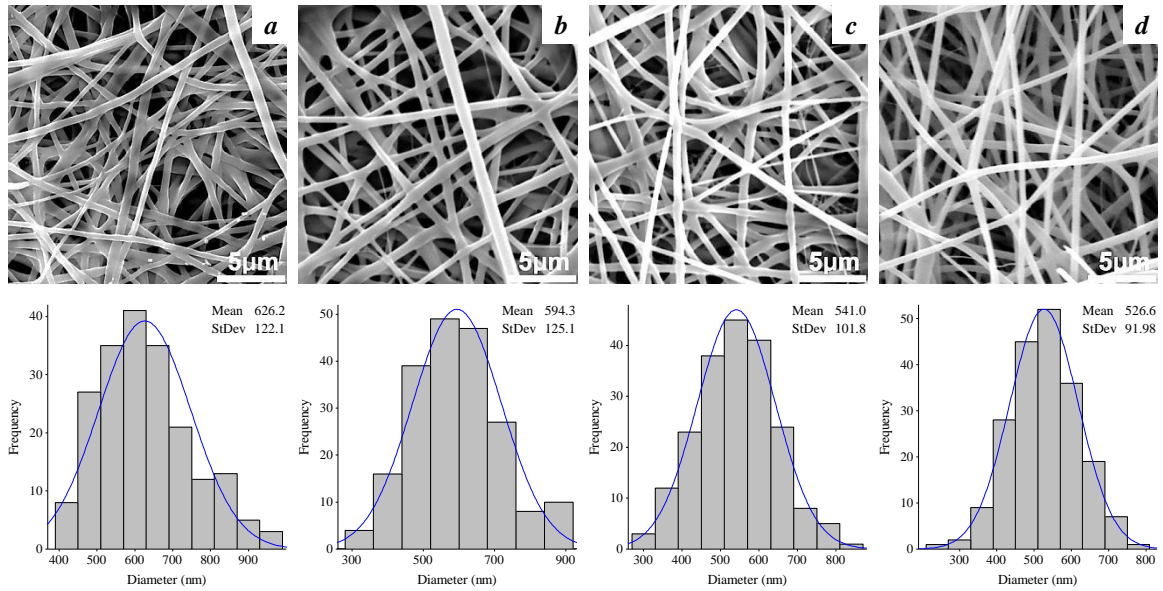 a
b
c
d
5μm
5μm
5μm
5μm
Mean 626.2
StDev 122.1
40
30
20
10
0
Frequency
400 500 600 700 800 900
Diameter (nm)
Mean 594.3
StDev 125.1
50
40
30
20
10
0
Frequency
300 500 700 900
Diameter (nm)
Mean 541.0
StDev 101.8
40
30
20
10
0
Frequency
300 400 500 600 700 800
Diameter (nm)
Mean 526.6
StDev 91.98
50
40
30
20
10
0
Frequency
300 400 500 600 700 800
Diameter (nm)